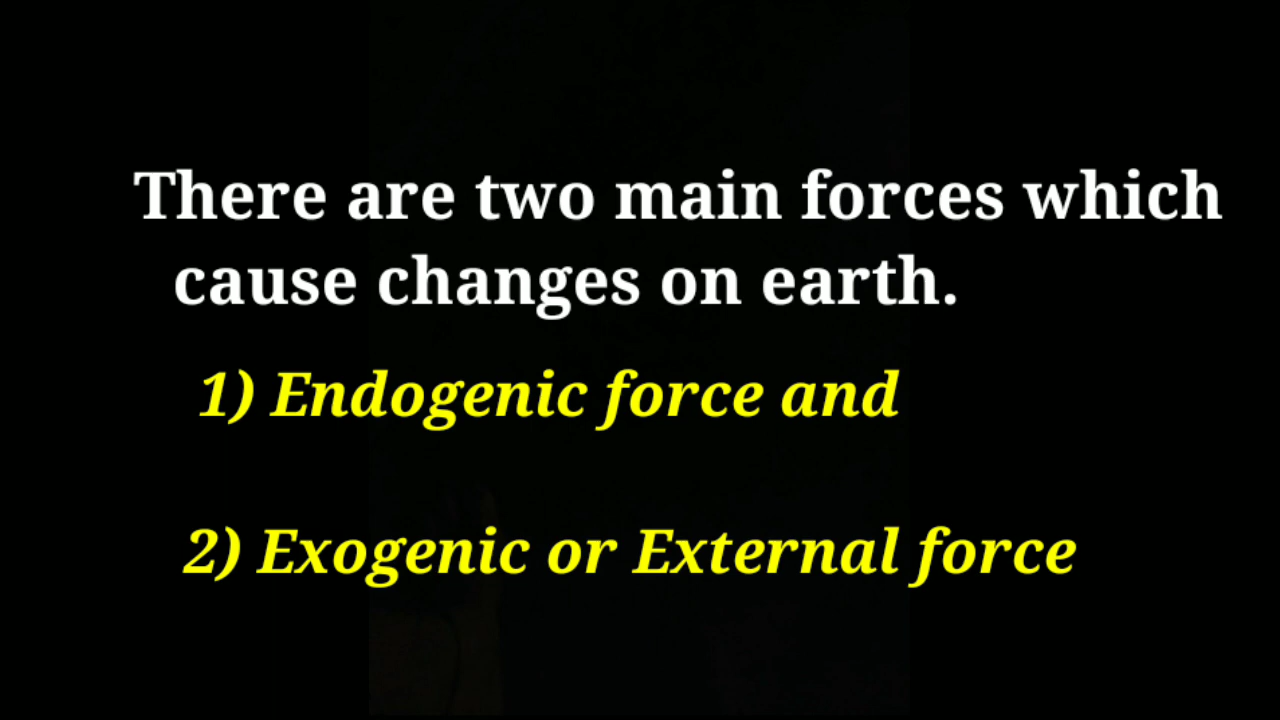 There are two main forces which
cause changes on earth.
1) Endogenic force and
2) Exogenic or External force